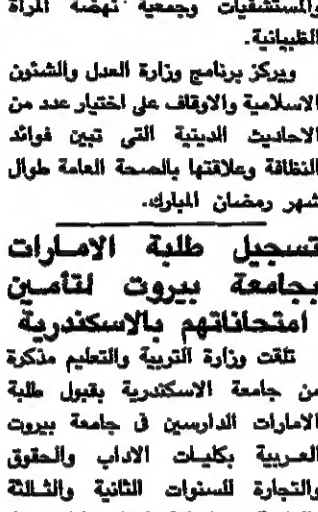 والمستشفيات وجمعية نهضة المرأة
الظبيانية.
ويركز برنامج وزارة العدل والشئون
الاسلامية والاوقاف على اختيار عدد من
الاحاديث الدينية التى تبين فوائد
النظافة وعلاقتها بالصحة العامة طوال
شهر رمضان المبارك.
تسجيل طلبة الامارات
بجامعة بيروت لتأمين
امتحاناتهم بالاسكندرية
تلقت وزارة التربية والتعليم مذكرة
من جامعة الاسكندرية بقبول طلبة
الامارات الدارسين فى جامعة بيروت
العربية بكليات الاداب والحقوق
والتجارة للسنوات الثانية والثالثة